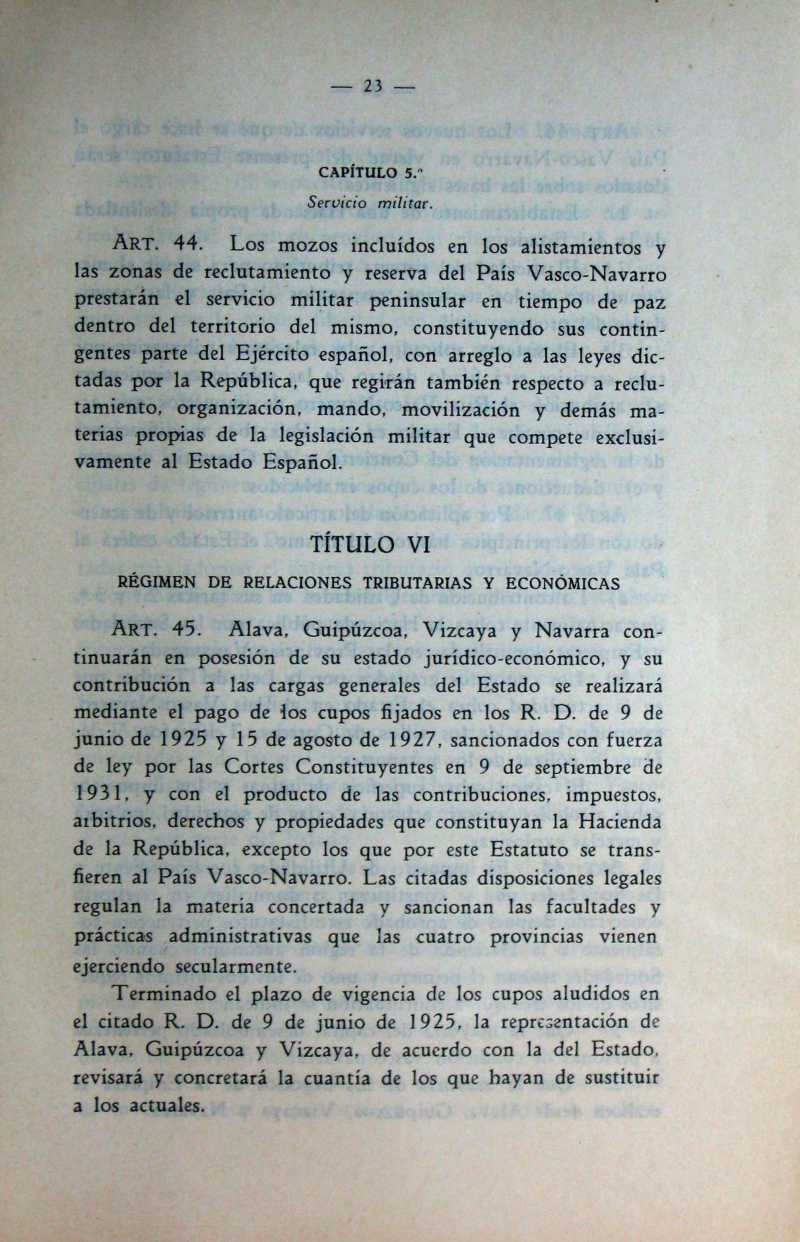 — 23 —
CAPÍTULO 5.º
Servicio militar.
ART. 44. Los mozos incluídos en los alistamientos y
las zonas de reclutamiento y reserva del País Vasco-Navarro
prestarán el servicio militar peninsular en tiempo de paz
dentro del territorio del mismo, constituyendo sus contin-
gentes parte del Ejército español, con arreglo a las leyes dic-
tadas por la República, que regirán también respecto a reclu-
tamiento, organización, mando, movilización y demás ma-
terias propias de la legislación militar que compete exclusi-
vamente al Estado Español.
TÍTULO VI
RÉGIMEN DE RELACIONES TRIBUTARIAS Y ECONÓMICAS
ART. 45. Alava, Guipúzcoa, Vizcaya y Navarra con-
tinuarán en posesión de su estado jurídico-económico, y su
contribución a las cargas generales del Estado se realizará
mediante el pago de los cupos fijados en los R. D. de 9 de
junio de 1925 y 15 de agosto de 1927, sancionados con fuerza
de ley por las Cortes Constituyentes en 9 de septiembre de
1931, y con el producto de las contribuciones, impuestos,
arbitrios, derechos y propiedades que constituyan la Hacienda
de la República, excepto los que por este Estatuto se trans-
fieren al País Vasco-Navarro. Las citadas disposiciones legales
regulan la materia concertada y sancionan las facultades y
prácticas administrativas que las cuatro provincias vienen
ejerciendo secularmente.
Terminado el plazo de vigencia de los cupos aludidos en
el citado R. D. de 9 de junio de 1925, la representación de
Alava, Guipúzcoa y Vizcaya, de acuerdo con la del Estado,
revisará y concretará la cuantía de los que hayan de sustituir
a los actuales.